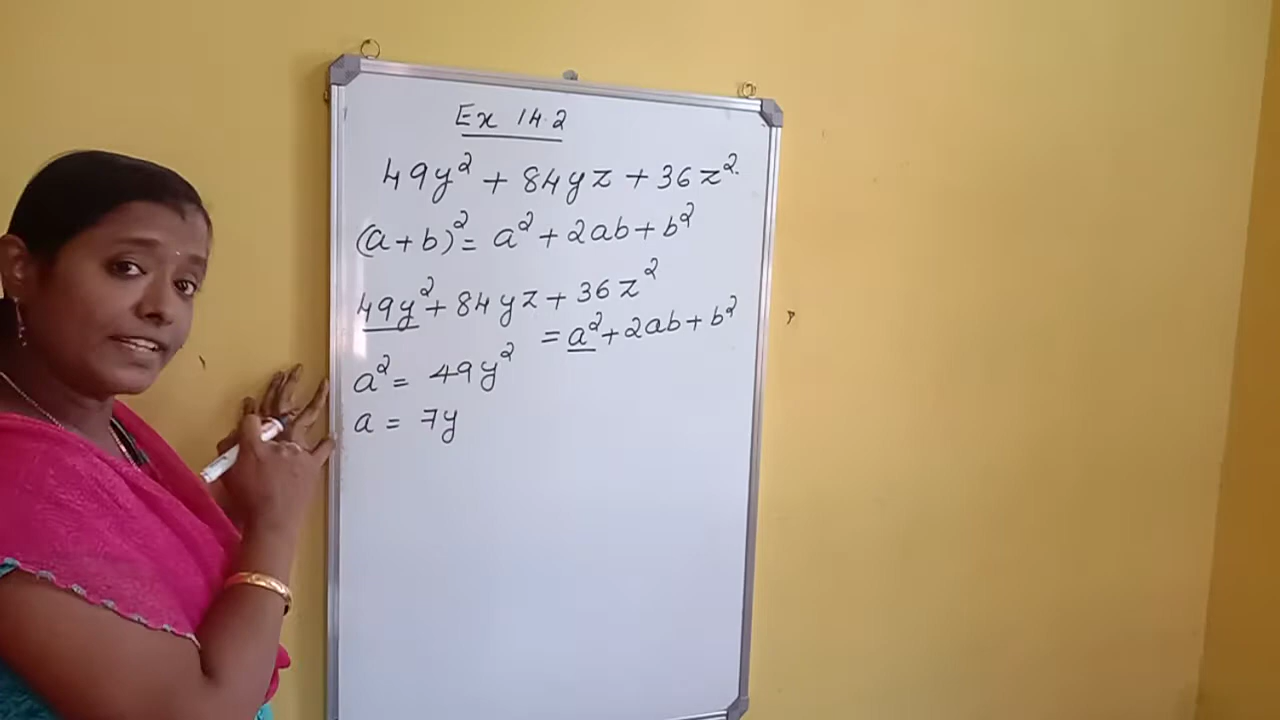 Ex 14.2
49y² + 84yz + 36z².
(a+b)² = a² + 2ab + b²
49y² + 84yz + 36z²
= a² + 2ab + b²
a² = 49y²
a = 7y